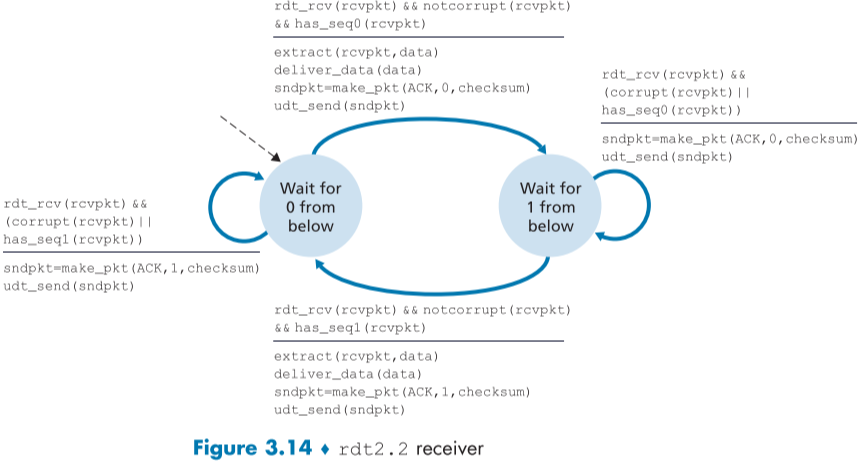 rdt_rcv(rcvpkt) && notcorrupt(rcvpkt)
&& has_seq0(rcvpkt)
extract(rcvpkt,data)
deliver_data(data)
sndpkt=make_pkt(ACK,0,checksum)
udt_send(sndpkt)
rdt_rcv(rcvpkt) &&
(corrupt(rcvpkt)||
has_seq0(rcvpkt))
sndpkt=make_pkt(ACK,0,checksum)
udt_send(sndpkt)
Wait for
0 from
below
Wait for
1 from
below
rdt_rcv(rcvpkt) &&
(corrupt(rcvpkt)||
has_seq1(rcvpkt))
sndpkt=make_pkt(ACK,1,checksum)
udt_send(sndpkt)
rdt_rcv(rcvpkt) && notcorrupt(rcvpkt)
&& has_seq1(rcvpkt)
extract(rcvpkt,data)
deliver_data(data)
sndpkt=make_pkt(ACK,1,checksum)
udt_send(sndpkt)
Figure 3.14 ♦ rdt2.2 receiver